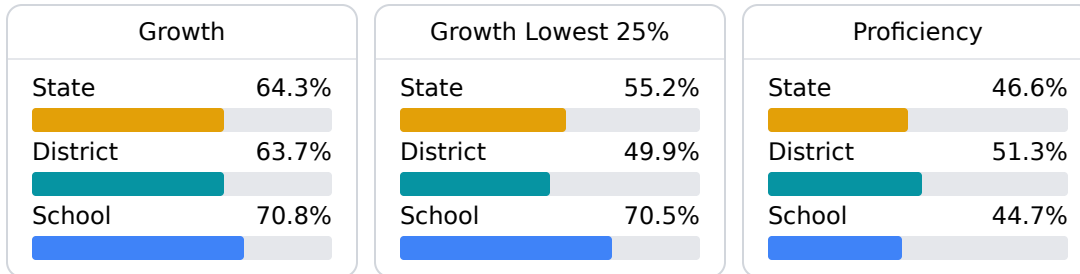 Growth
State 64.3%
District 63.7%
School 70.8%
Growth Lowest 25%
State 55.2%
District 49.9%
School 70.5%
Proficiency
State 46.6%
District 51.3%
School 44.7%